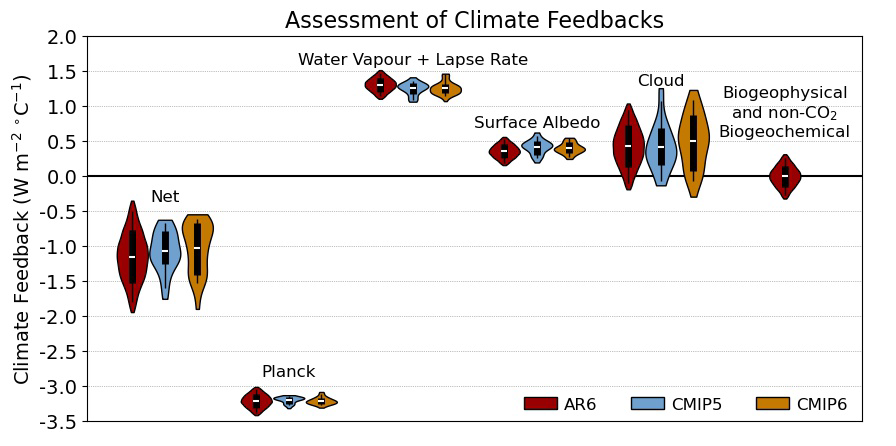 Assessment of Climate Feedbacks
Climate Feedback (W m⁻² °C⁻¹)
2.0
1.5
1.0
0.5
0.0
-0.5
-1.0
-1.5
-2.0
-2.5
-3.0
-3.5
Water Vapour + Lapse Rate
Cloud
Biogeophysical
and non-CO₂
Biogeochemical
Surface Albedo
Net
Planck
AR6
CMIP5
CMIP6